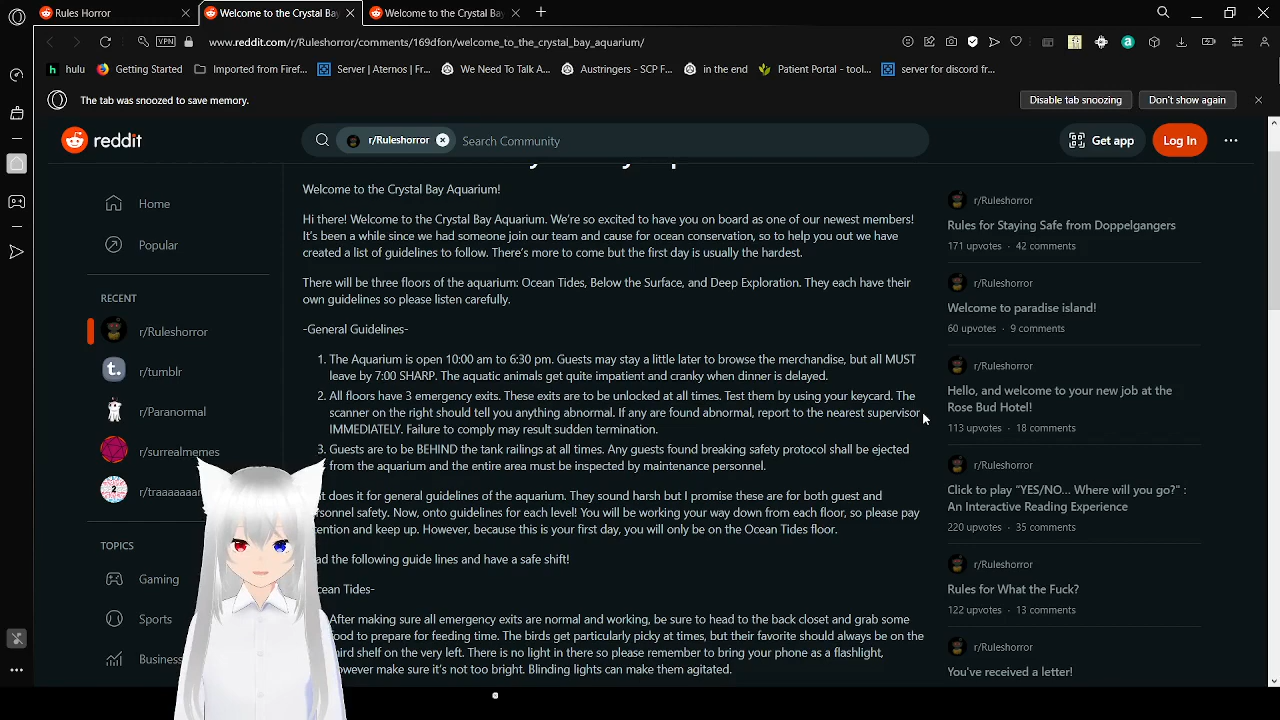 Rules Horror
Welcome to the Crystal Bay
Welcome to the Crystal Bay
VPN
www.reddit.com/r/Ruleshorror/comments/169dfon/welcome_to_the_crystal_bay_aquarium/
hulu
Getting Started
Imported from Firef...
Server | Aternos | Fr...
We Need To Talk A...
Austringers - SCP F...
in the end
Patient Portal - tool...
server for discord fr...
The tab was snoozed to save memory.
Disable tab snoozing
Don't show again
reddit
r/Ruleshorror
Search Community
Get app
Log In
Home
Popular
RECENT
r/Ruleshorror
r/tumblr
r/Paranormal
r/surrealmemes
r/traaaaaa
TOPICS
Gaming
Sports
Business
Welcome to the Crystal Bay Aquarium!
Hi there! Welcome to the Crystal Bay Aquarium. We're so excited to have you on board as one of our newest members!
It's been a while since we had someone join our team and cause for ocean conservation, so to help you out we have
created a list of guidelines to follow. There's more to come but the first day is usually the hardest.
There will be three floors of the aquarium: Ocean Tides, Below the Surface, and Deep Exploration. They each have their
own guidelines so please listen carefully.
-General Guidelines-
1. The Aquarium is open 10:00 am to 6:30 pm. Guests may stay a little later to browse the merchandise, but all MUST
leave by 7:00 SHARP. The aquatic animals get quite impatient and cranky when dinner is delayed.
2. All floors have 3 emergency exits. These exits are to be unlocked at all times. Test them by using your keycard. The
scanner on the right should tell you anything abnormal. If any are found abnormal, report to the nearest supervisor
IMMEDIATELY. Failure to comply may result sudden termination.
3. Guests are to be BEHIND the tank railings at all times. Any guests found breaking safety protocol shall be ejected
from the aquarium and the entire area must be inspected by maintenance personnel.
t does it for general guidelines of the aquarium. They sound harsh but I promise these are for both guest and
rsonnel safety. Now, onto guidelines for each level! You will be working your way down from each floor, so please pay
tention and keep up. However, because this is your first day, you will only be on the Ocean Tides floor.
ad the following guide lines and have a safe shift!
cean Tides-
After making sure all emergency exits are normal and working, be sure to head to the back closet and grab some
ood to prepare for feeding time. The birds get particularly picky at times, but their favorite should always be on the
hird shelf on the very left. There is no light in there so please remember to bring your phone as a flashlight,
owever make sure it's not too bright. Blinding lights can make them agitated.
r/Ruleshorror
Rules for Staying Safe from Doppelgangers
171 upvotes · 42 comments
r/Ruleshorror
Welcome to paradise island!
60 upvotes · 9 comments
r/Ruleshorror
Hello, and welcome to your new job at the
Rose Bud Hotel!
113 upvotes · 18 comments
r/Ruleshorror
Click to play "YES/NO... Where will you go?" :
An Interactive Reading Experience
220 upvotes · 35 comments
r/Ruleshorror
Rules for What the Fuck?
122 upvotes · 13 comments
r/Ruleshorror
You've received a letter!